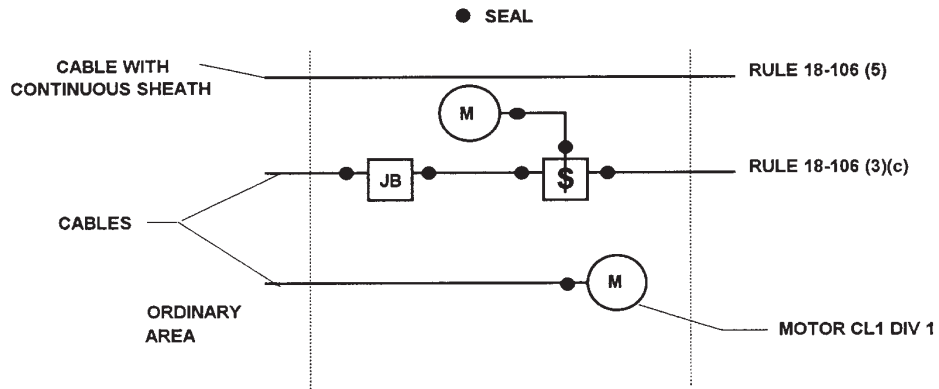 SEAL
CABLE WITH
CONTINUOUS SHEATH
RULE 18-106 (5)
M
JB
$
RULE 18-106 (3)(c)
CABLES
M
ORDINARY
AREA
MOTOR CL1 DIV 1